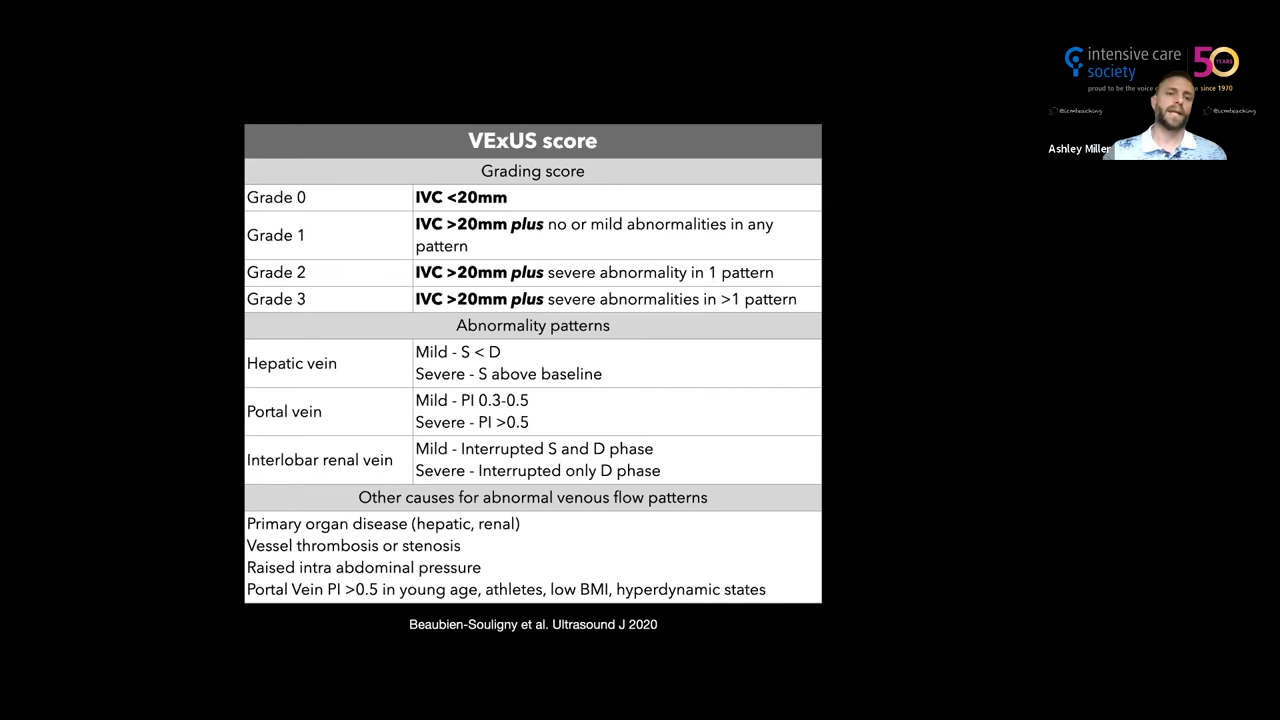 intensive care
society
50
YEARS
proud to be the voice
since 1970
@icmteaching
@icmteaching
Ashley Miller
VExUS score
Grading score
Grade 0
IVC <20mm
Grade 1
IVC >20mm plus no or mild abnormalities in any
pattern
Grade 2
IVC >20mm plus severe abnormality in 1 pattern
Grade 3
IVC >20mm plus severe abnormalities in >1 pattern
Abnormality patterns
Hepatic vein
Mild - S < D
Severe - S above baseline
Portal vein
Mild - PI 0.3-0.5
Severe - PI >0.5
Interlobar renal vein
Mild - Interrupted S and D phase
Severe - Interrupted only D phase
Other causes for abnormal venous flow patterns
Primary organ disease (hepatic, renal)
Vessel thrombosis or stenosis
Raised intra abdominal pressure
Portal Vein PI >0.5 in young age, athletes, low BMI, hyperdynamic states
Beaubien-Souligny et al. Ultrasound J 2020